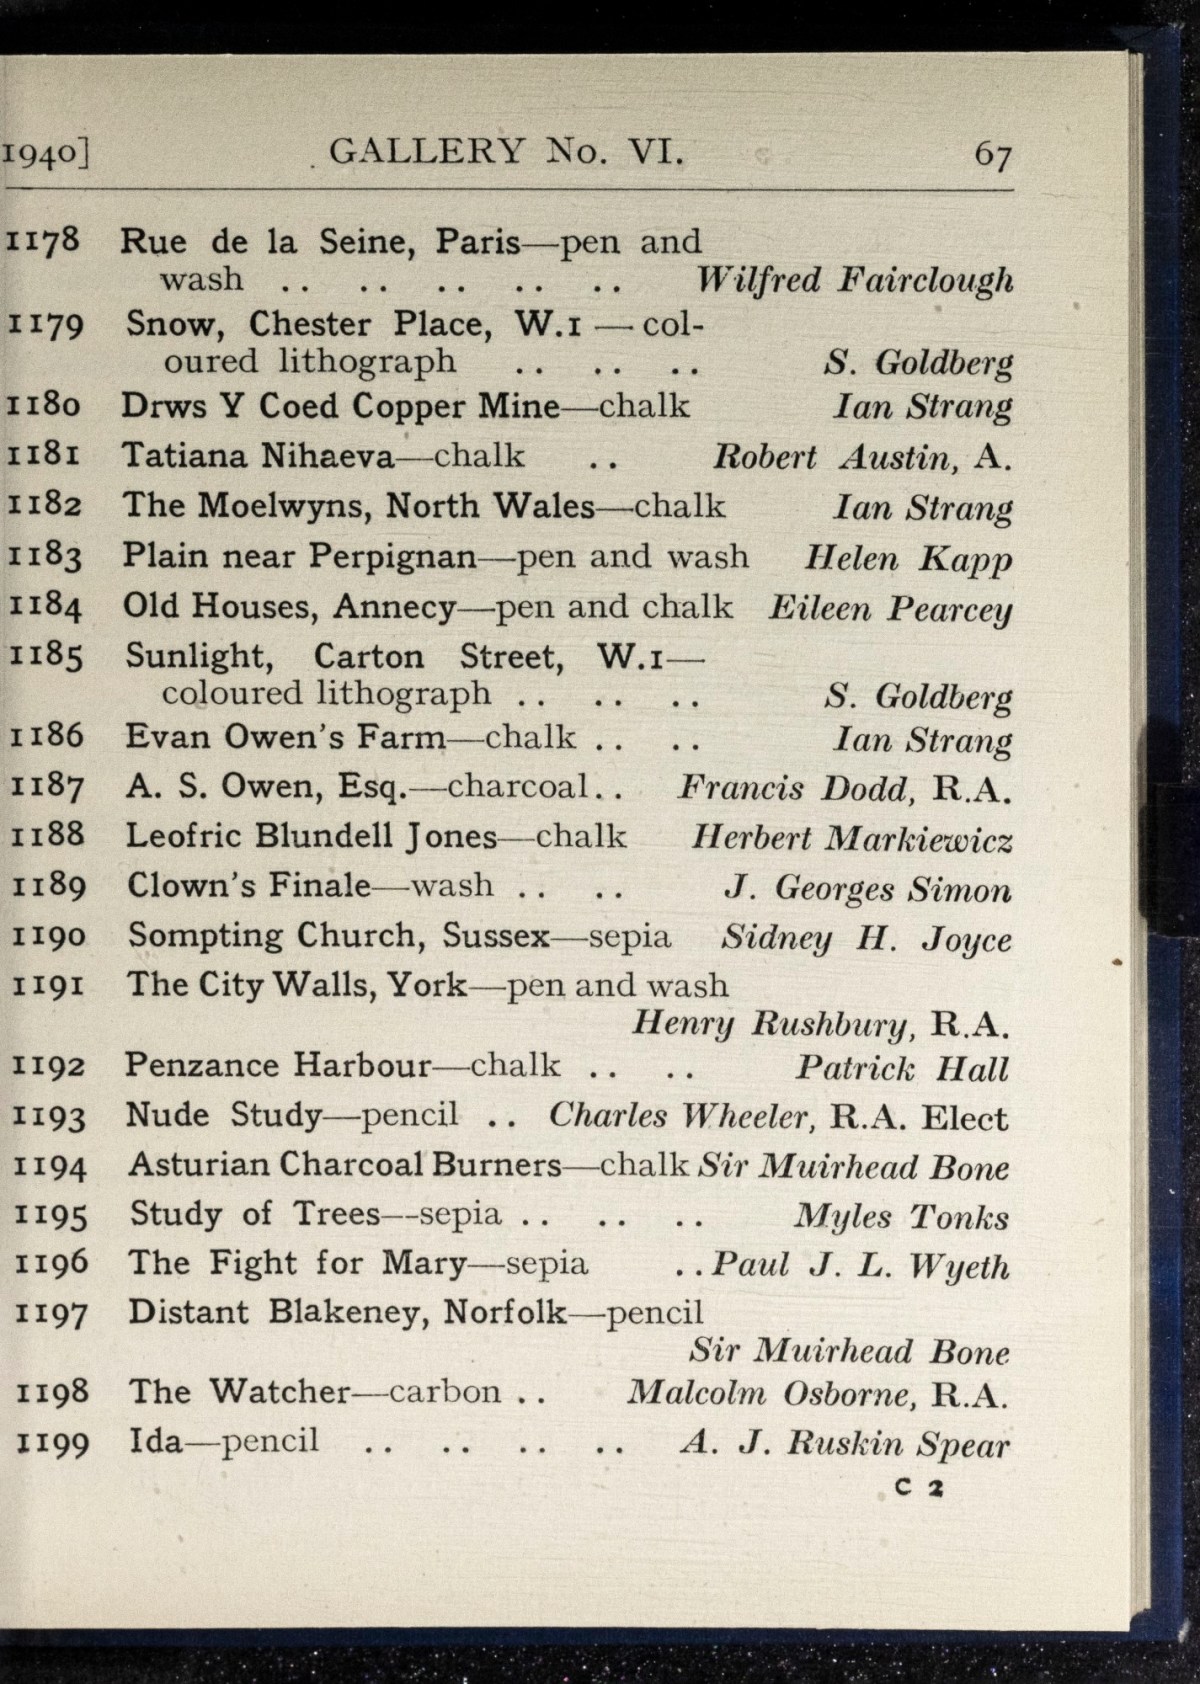 1940] GALLERY No. VI. 67
1178 Rue de la Seine, Paris—pen and
wash .. .. .. .. .. Wilfred Fairclough
1179 Snow, Chester Place, W.1 — col-
oured lithograph .. .. .. S. Goldberg
1180 Drws Y Coed Copper Mine—chalk Ian Strang
1181 Tatiana Nihaeva—chalk .. Robert Austin, A.
1182 The Moelwyns, North Wales—chalk Ian Strang
1183 Plain near Perpignan—pen and wash Helen Kapp
1184 Old Houses, Annecy—pen and chalk Eileen Pearcey
1185 Sunlight, Carton Street, W.1—
coloured lithograph .. .. .. S. Goldberg
1186 Evan Owen's Farm—chalk .. .. Ian Strang
1187 A. S. Owen, Esq.—charcoal .. Francis Dodd, R.A.
1188 Leofric Blundell Jones—chalk Herbert Markiewicz
1189 Clown's Finale—wash .. .. J. Georges Simon
1190 Sompting Church, Sussex—sepia Sidney H. Joyce
1191 The City Walls, York—pen and wash
Henry Rushbury, R.A.
1192 Penzance Harbour—chalk .. .. Patrick Hall
1193 Nude Study—pencil .. Charles Wheeler, R.A. Elect
1194 Asturian Charcoal Burners—chalk Sir Muirhead Bone
1195 Study of Trees—sepia .. .. .. Myles Tonks
1196 The Fight for Mary—sepia .. Paul J. L. Wyeth
1197 Distant Blakeney, Norfolk—pencil
Sir Muirhead Bone
1198 The Watcher—carbon .. Malcolm Osborne, R.A.
1199 Ida—pencil .. .. .. .. A. J. Ruskin Spear
C 2